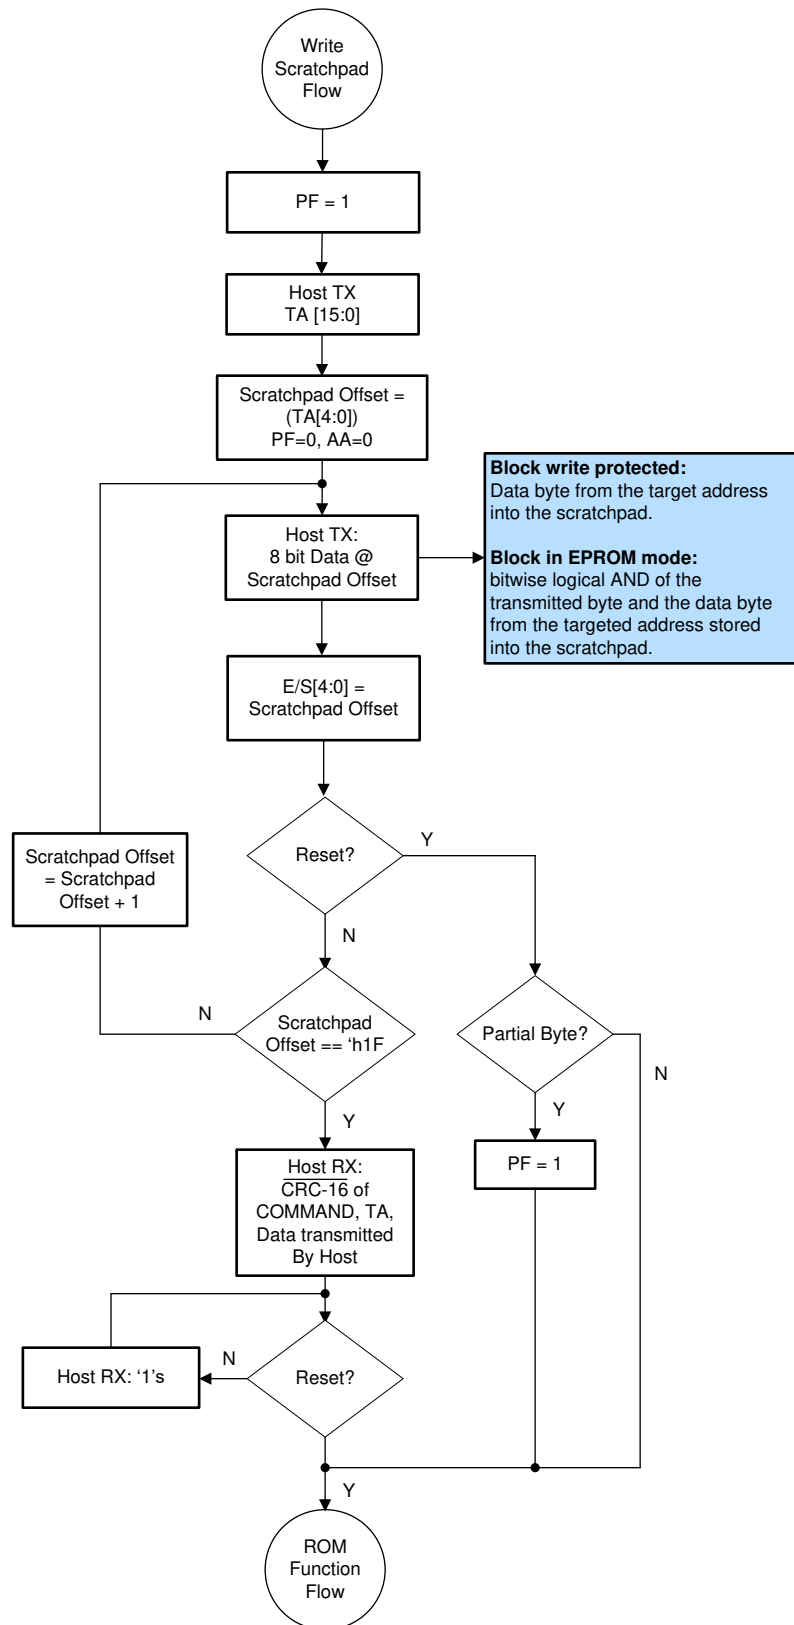 Write
Scratchpad
Flow
PF = 1
Host TX
TA [15:0]
Scratchpad Offset =
(TA[4:0])
PF=0, AA=0
Host TX:
8 bit Data @
Scratchpad Offset
Block write protected:
Data byte from the target address
into the scratchpad.
Block in EPROM mode:
bitwise logical AND of the
transmitted byte and the data byte
from the targeted address stored
into the scratchpad.
E/S[4:0] =
Scratchpad Offset
Reset?
Y
N
Scratchpad Offset
= Scratchpad
Offset + 1
N
Scratchpad
Offset == ‘h1F
Y
Partial Byte?
N
Y
PF = 1
Host RX:
CRC-16 of
COMMAND, TA,
Data transmitted
By Host
Host RX: ‘1’s
N
Reset?
Y
ROM
Function
Flow